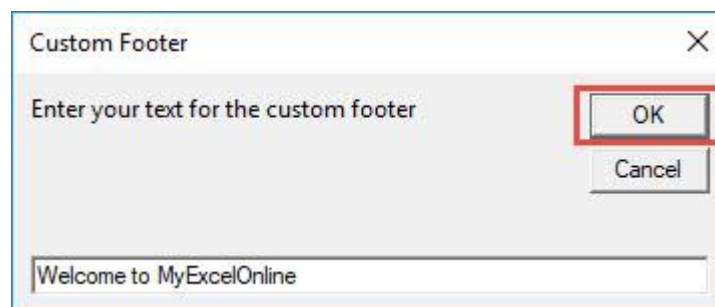 Custom Footer
Enter your text for the custom footer
OK
Cancel
Welcome to MyExcelOnline